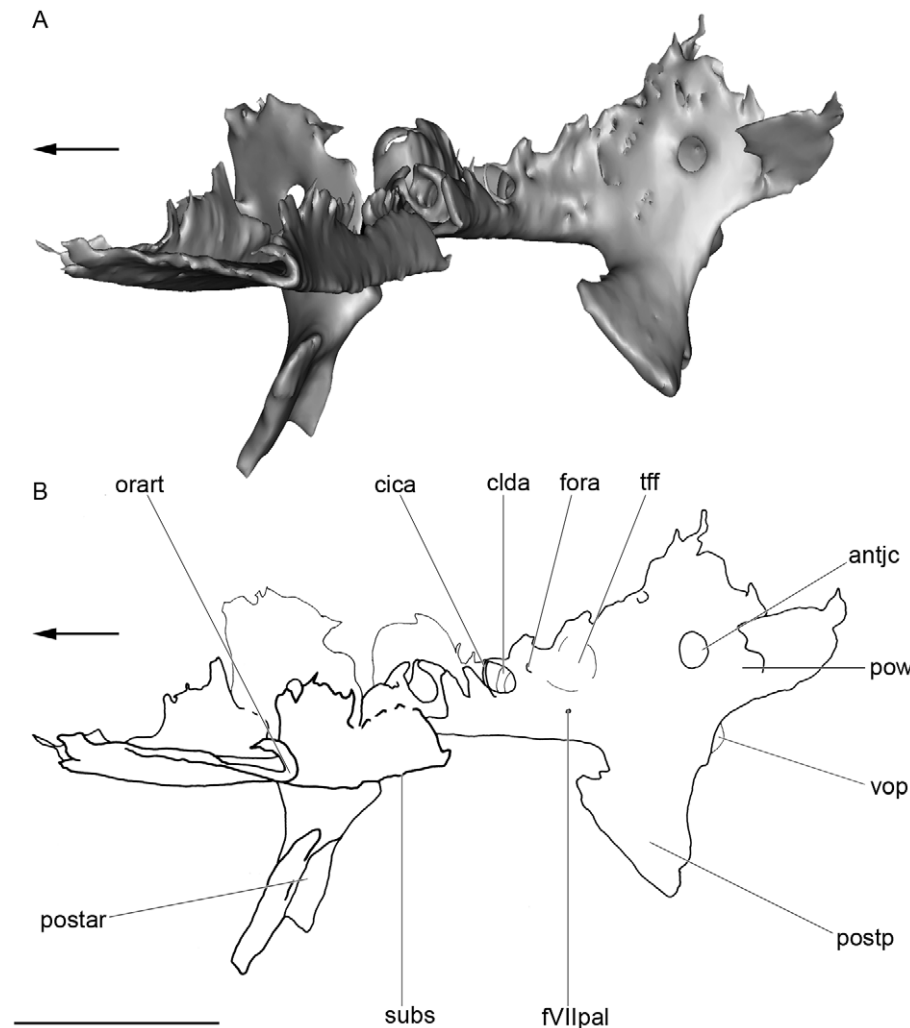 A
B
orart
cica
clda
fora
tff
antjc
pow
vop
postar
postp
subs
fVIIpal